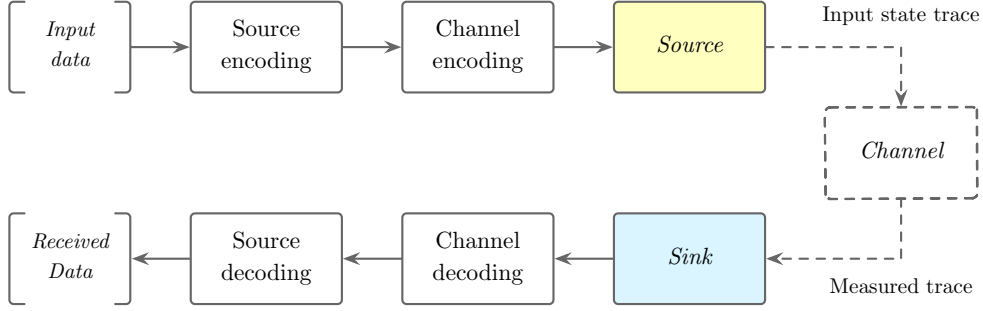 Input
data
Source
encoding
Channel
encoding
Source
Input state trace
Channel
Received
Data
Source
decoding
Channel
decoding
Sink
Measured trace